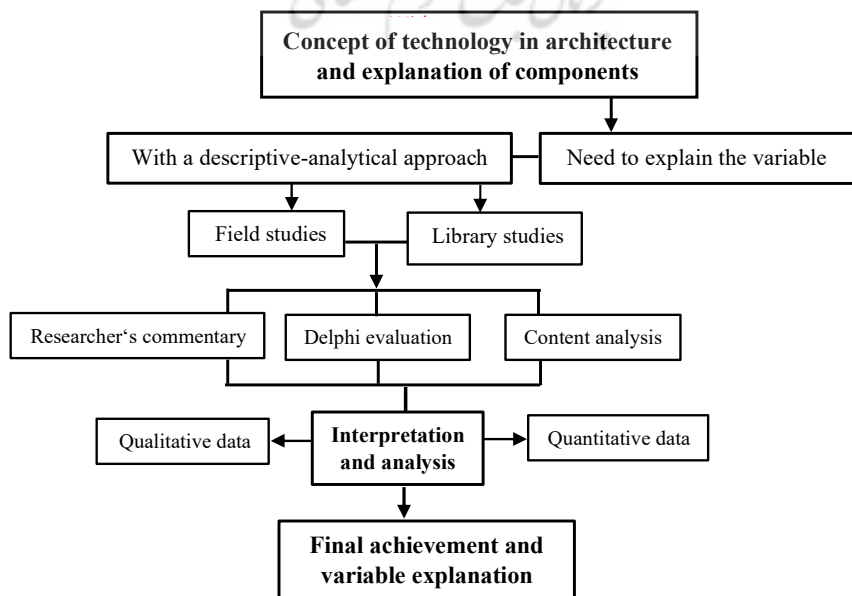 Concept of technology in architecture
and explanation of components
With a descriptive-analytical approach
Need to explain the variable
Field studies
Library studies
Researcher‘s commentary
Delphi evaluation
Content analysis
Qualitative data
Interpretation
and analysis
Quantitative data
Final achievement and
variable explanation